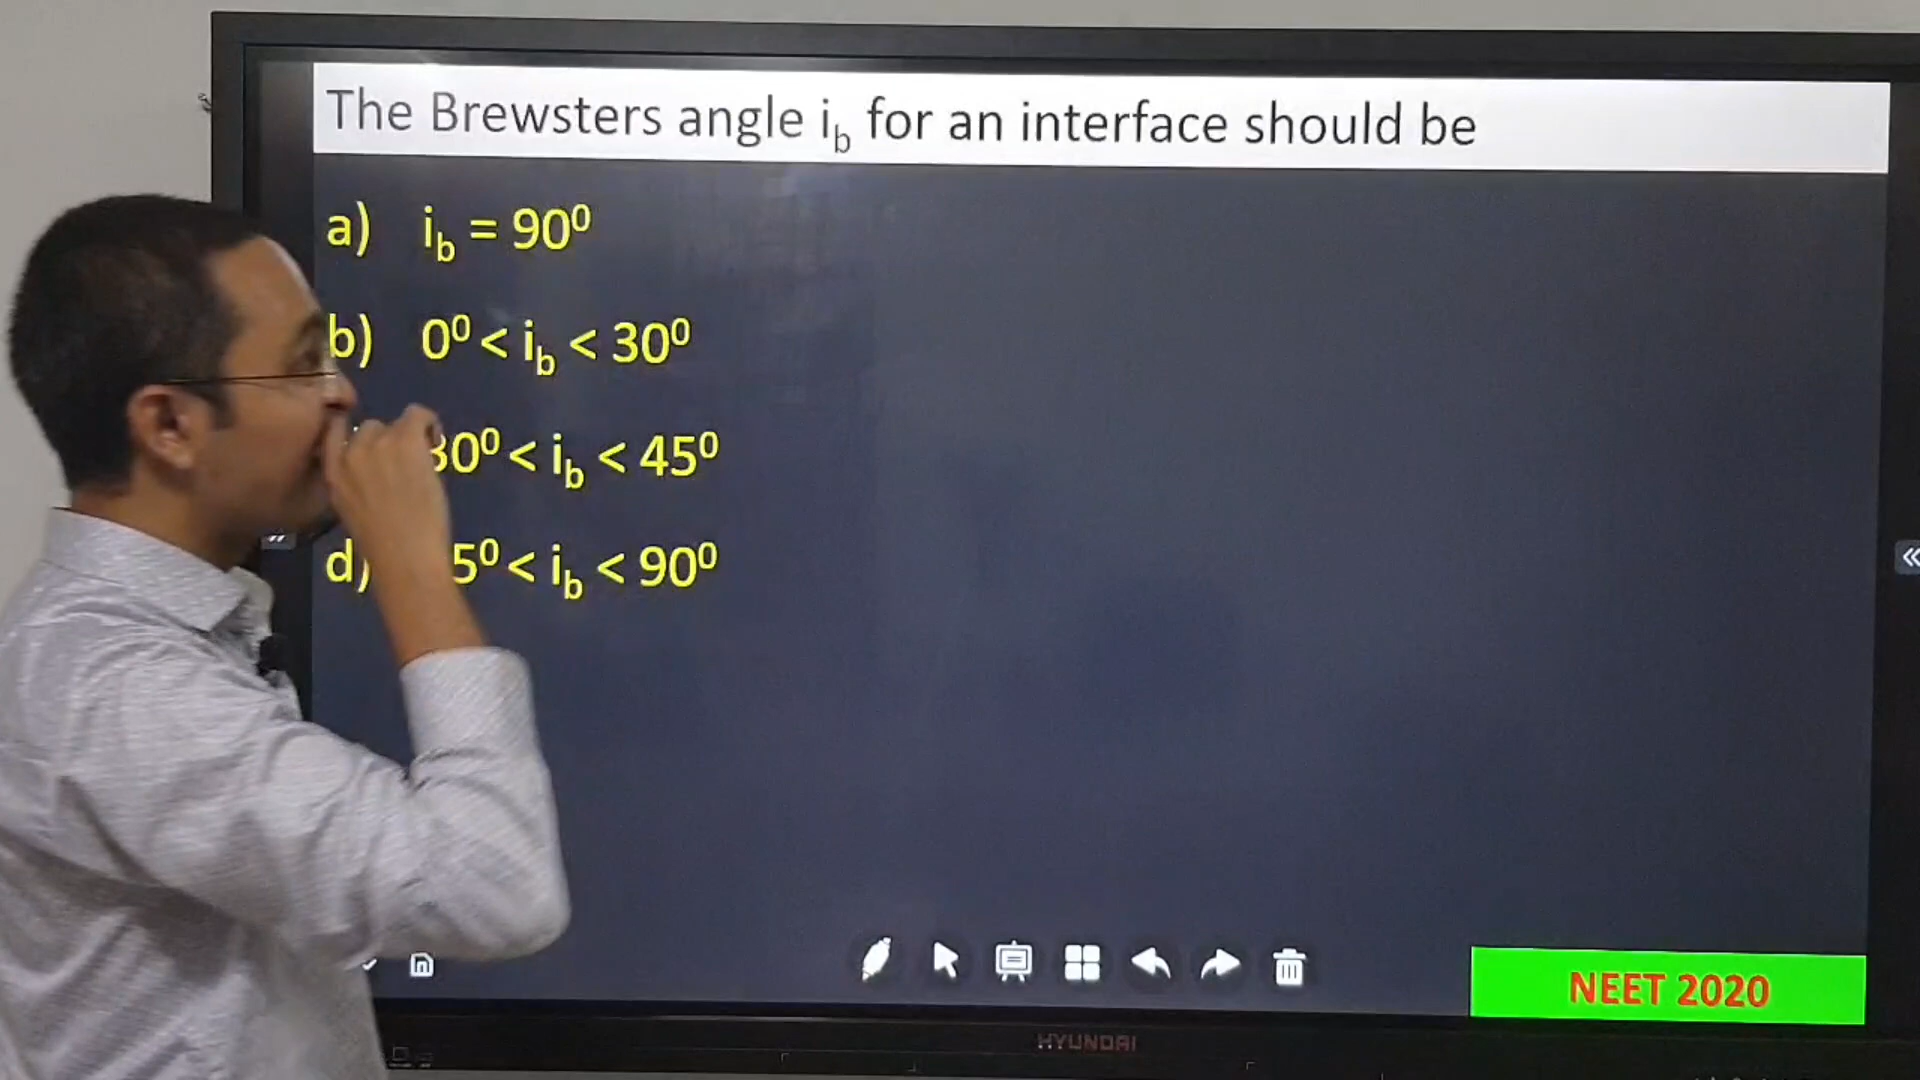 The Brewsters angle i_b for an interface should be
a) i_b = 90⁰
b) 0⁰ < i_b < 30⁰
30⁰ < i_b < 45⁰
d) 5⁰ < i_b < 90⁰
NEET 2020
HYUNDAI